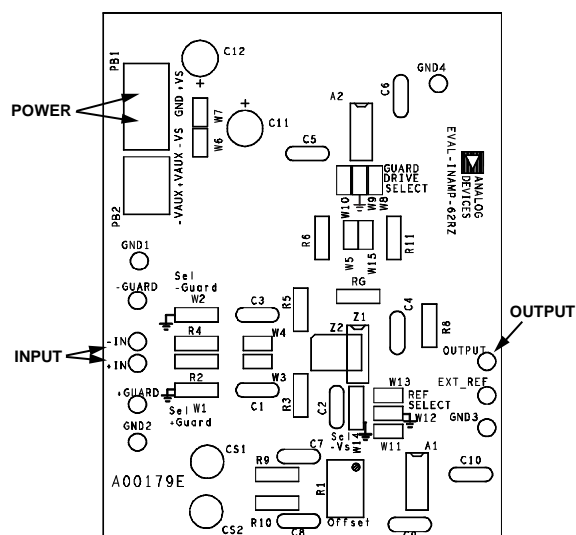 C12
PB1
GND +VS
-VS
POWER
W7
W6
C11
A2
C6
GND4
C5
EVAL-INAMP-62RZ
ANALOG
DEVICES
GUARD
DRIVE
SELECT
W10
W9
W8
-VAUX+VAUX
PB2
R6
W5
W15
R11
GND1
-GUARD
Sel
-Guard
W2
C3
R5
RG
Z1
Z2
C4
R8
OUTPUT
OUTPUT
INPUT
-IN
+IN
R4
W4
R2
W3
R3
+GUARD
GND2
Sel W1
+Guard
C1
C2
Sel
-Vs
W14
W13
REF
SELECT
W12
W11
EXT_REF
GND3
A00179E
CS1
CS2
C7
R9
R10
C8
R1
Offset
A1
C10
C9